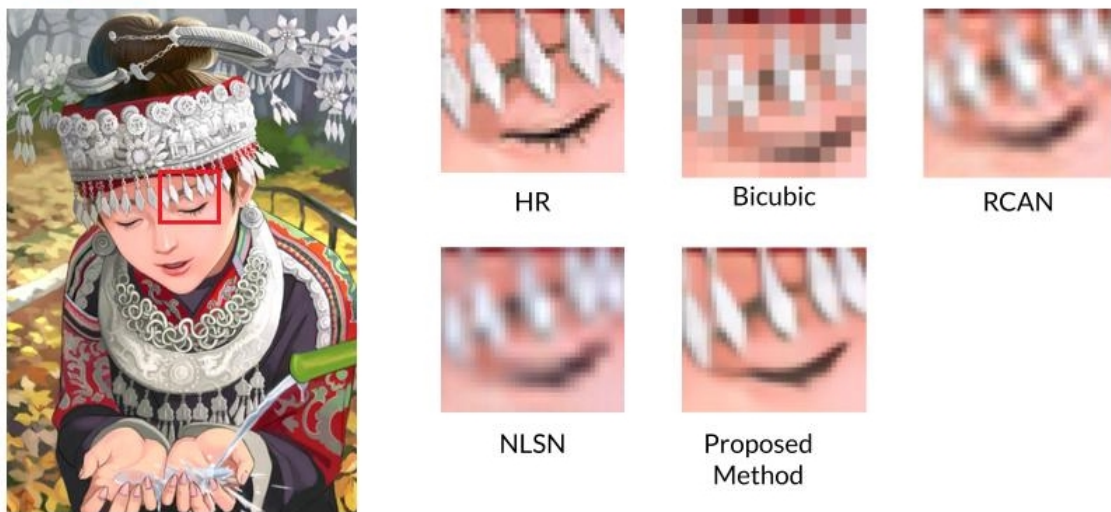 HR
Bicubic
RCAN
NLSN
Proposed
Method